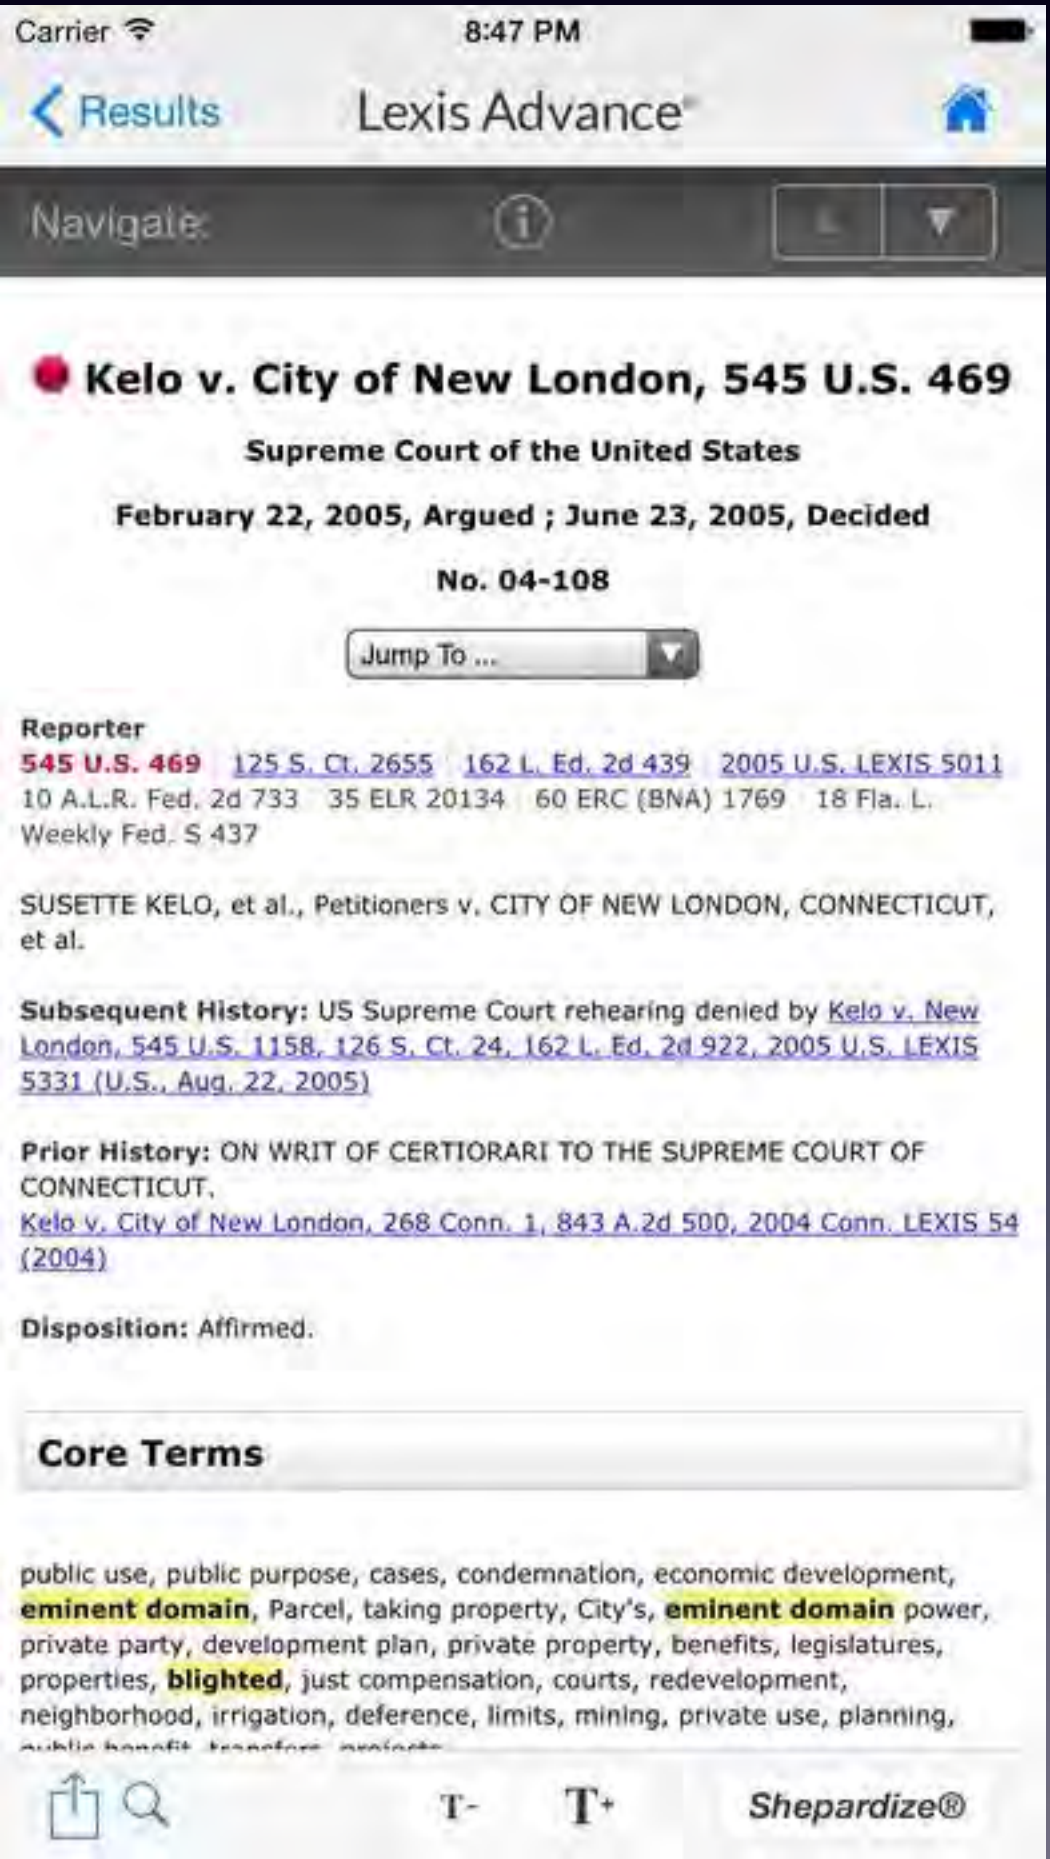 Carrier 8:47 PM
Results Lexis Advance®
Navigate: i
Kelo v. City of New London, 545 U.S. 469
Supreme Court of the United States
February 22, 2005, Argued ; June 23, 2005, Decided
No. 04-108
Jump To ...
Reporter
545 U.S. 469 125 S. Ct. 2655 162 L. Ed. 2d 439 2005 U.S. LEXIS 5011
10 A.L.R. Fed. 2d 733 35 ELR 20134 60 ERC (BNA) 1769 18 Fla. L.
Weekly Fed. S 437
SUSETTE KELO, et al., Petitioners v. CITY OF NEW LONDON, CONNECTICUT,
et al.
Subsequent History: US Supreme Court rehearing denied by Kelo v. New
London, 545 U.S. 1158, 126 S. Ct. 24, 162 L. Ed. 2d 922, 2005 U.S. LEXIS
5331 (U.S., Aug. 22, 2005)
Prior History: ON WRIT OF CERTIORARI TO THE SUPREME COURT OF
CONNECTICUT.
Kelo v. City of New London, 268 Conn. 1, 843 A.2d 500, 2004 Conn. LEXIS 54
(2004)
Disposition: Affirmed.
Core Terms
public use, public purpose, cases, condemnation, economic development,
eminent domain, Parcel, taking property, City's, eminent domain power,
private party, development plan, private property, benefits, legislatures,
properties, blighted, just compensation, courts, redevelopment,
neighborhood, irrigation, deference, limits, mining, private use, planning,
public benefit, transfers, projects
T- T+ Shepardize®